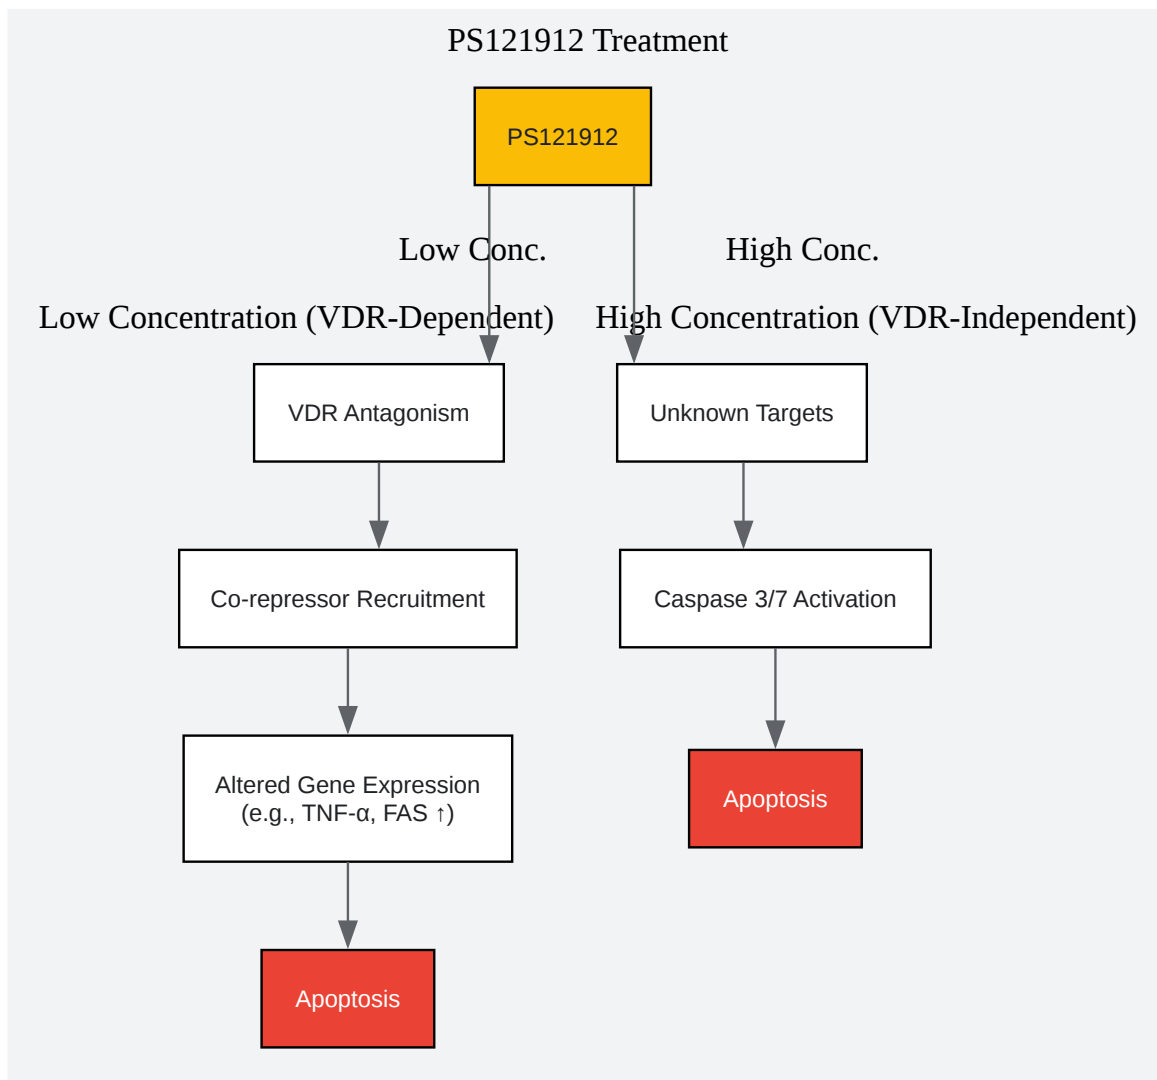 PS121912 Treatment
PS121912
Low Conc.
High Conc.
Low Concentration (VDR-Dependent)
High Concentration (VDR-Independent)
VDR Antagonism
Unknown Targets
Co-repressor Recruitment
Caspase 3/7 Activation
Altered Gene Expression
(e.g., TNF-α, FAS ↑)
Apoptosis
Apoptosis